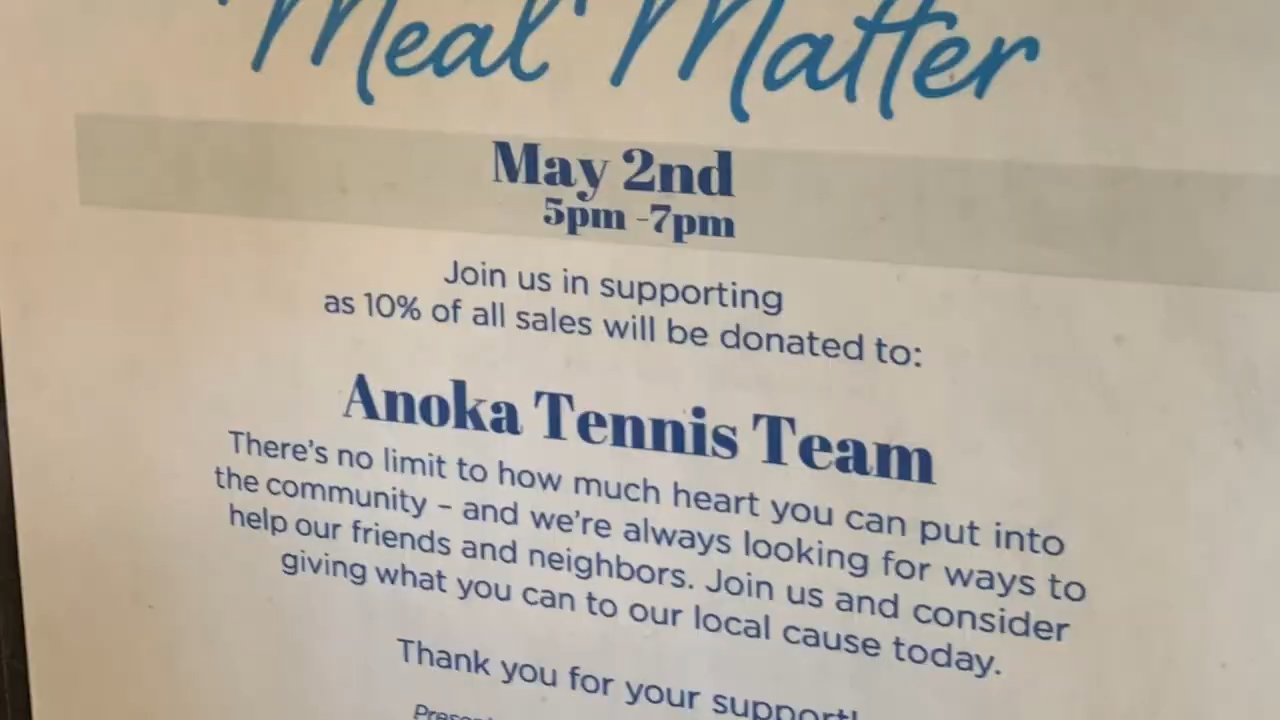 Meal Matter
May 2nd
5pm -7pm
Join us in supporting
as 10% of all sales will be donated to:
Anoka Tennis Team
There's no limit to how much heart you can put into
the community – and we're always looking for ways to
help our friends and neighbors. Join us and consider
giving what you can to our local cause today.
Thank you for your support!